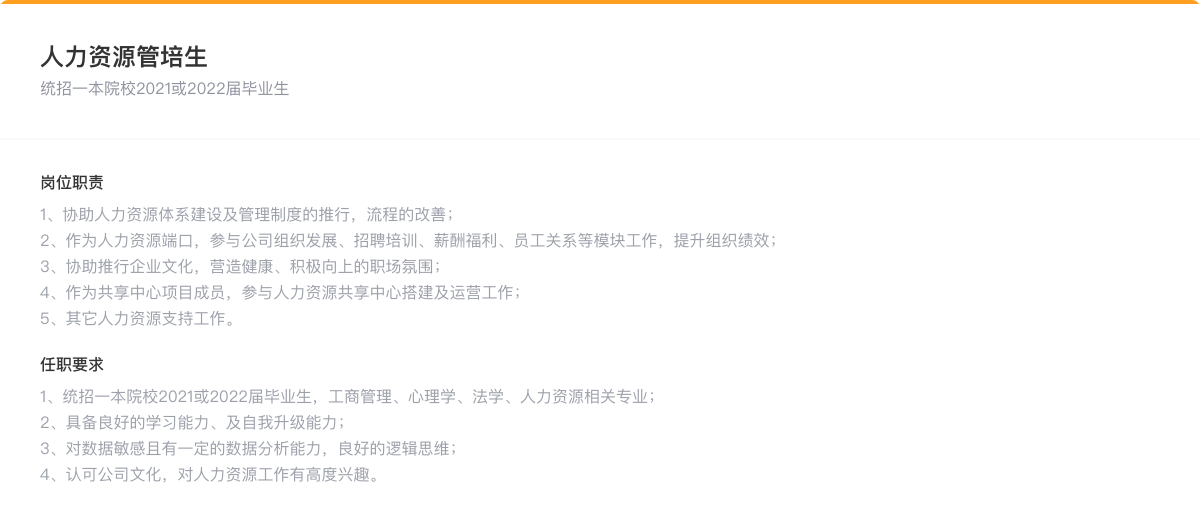 人力资源管培生
统招一本院校2021或2022届毕业生
岗位职责
1、协助人力资源体系建设及管理制度的推行，流程的改善；
2、作为人力资源端口，参与公司组织发展、招聘培训、薪酬福利、员工关系等模块工作，提升组织绩效；
3、协助推行企业文化，营造健康、积极向上的职场氛围；
4、作为共享中心项目成员，参与人力资源共享中心搭建及运营工作；
5、其它人力资源支持工作。
任职要求
1、统招一本院校2021或2022届毕业生，工商管理、心理学、法学、人力资源相关专业；
2、具备良好的学习能力、及自我升级能力；
3、对数据敏感且有一定的数据分析能力，良好的逻辑思维；
4、认可公司文化，对人力资源工作有高度兴趣。